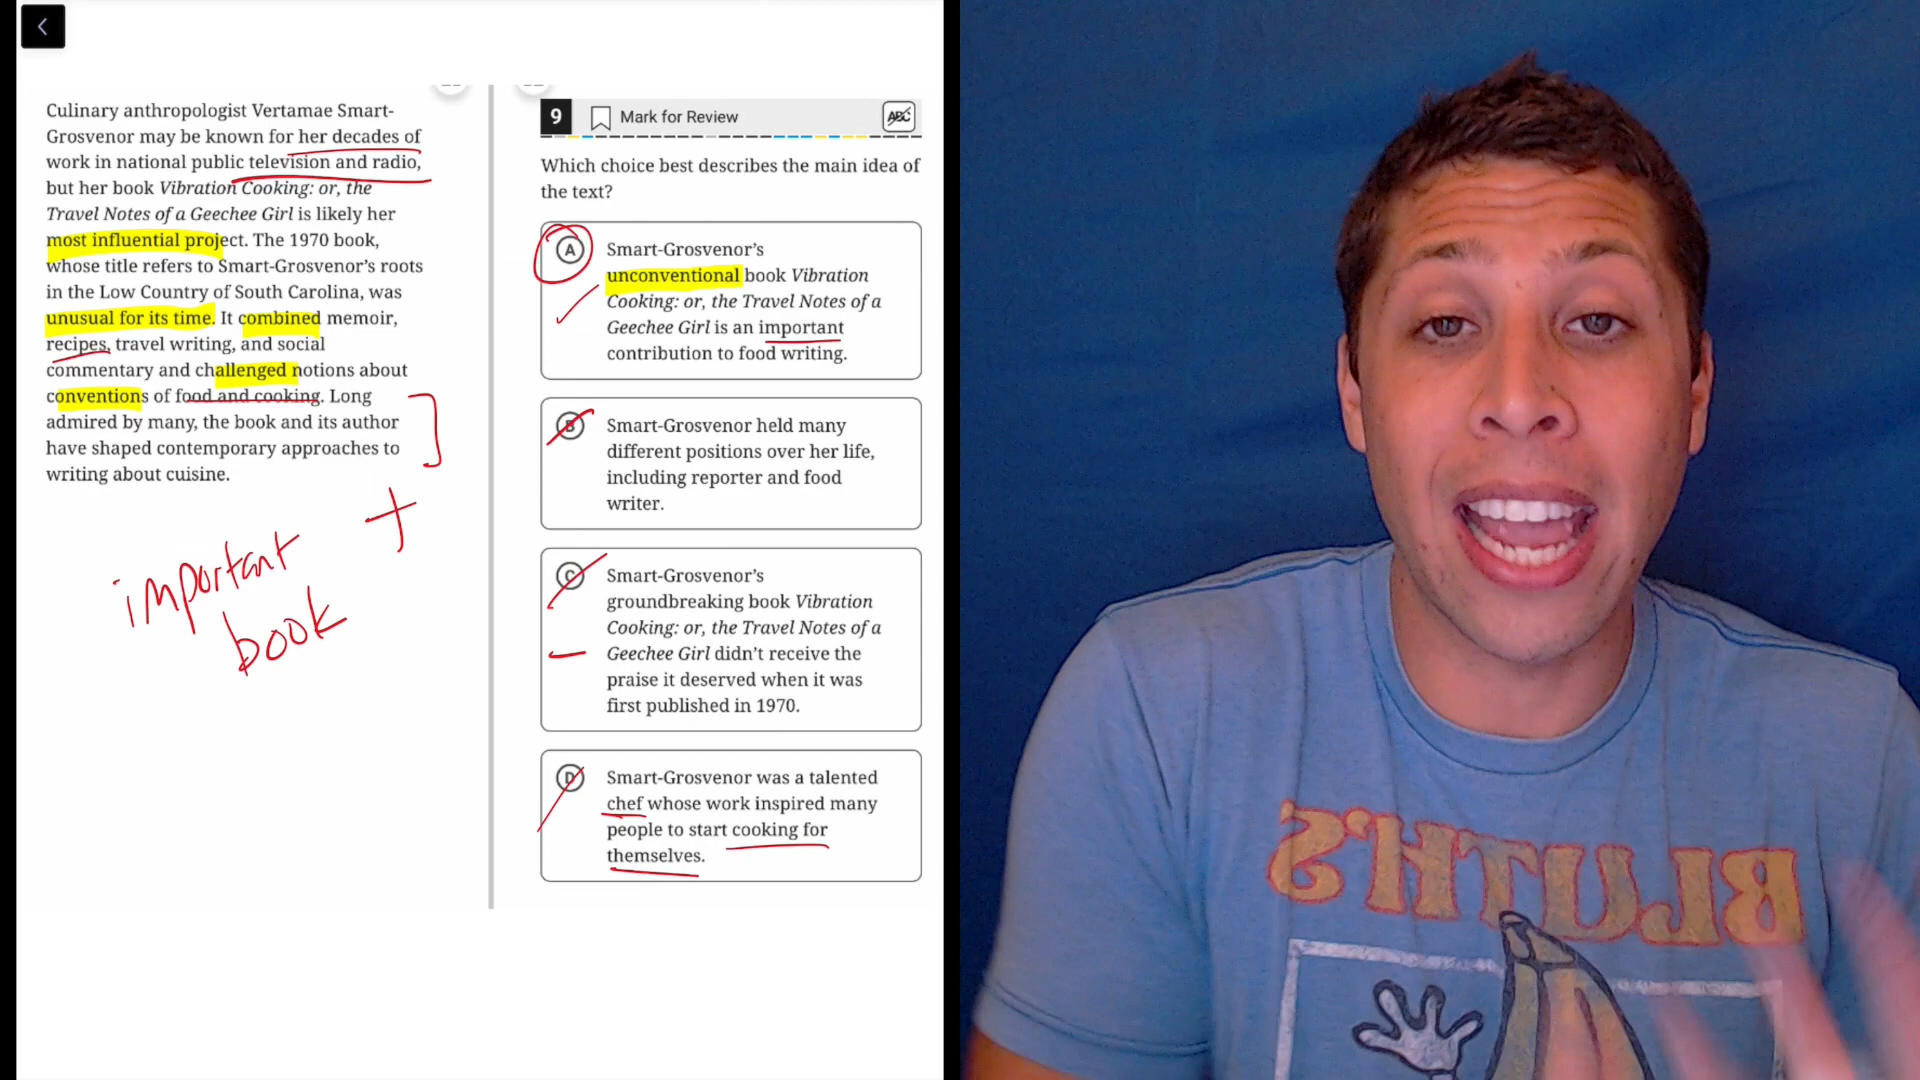 Culinary anthropologist Vertamae Smart-
Grosvenor may be known for her decades of
work in national public television and radio,
but her book Vibration Cooking: or, the
Travel Notes of a Geechee Girl is likely her
most influential project. The 1970 book,
whose title refers to Smart-Grosvenor’s roots
in the Low Country of South Carolina, was
unusual for its time. It combined memoir,
recipes, travel writing, and social
commentary and challenged notions about
conventions of food and cooking. Long
admired by many, the book and its author
have shaped contemporary approaches to
writing about cuisine.
+
important
book
9 Mark for Review ABC
Which choice best describes the main idea of
the text?
A Smart-Grosvenor’s
unconventional book Vibration
Cooking: or, the Travel Notes of a
Geechee Girl is an important
contribution to food writing.
B Smart-Grosvenor held many
different positions over her life,
including reporter and food
writer.
C Smart-Grosvenor’s
groundbreaking book Vibration
Cooking: or, the Travel Notes of a
Geechee Girl didn’t receive the
praise it deserved when it was
first published in 1970.
D Smart-Grosvenor was a talented
chef whose work inspired many
people to start cooking for
themselves.
BLUTH'S